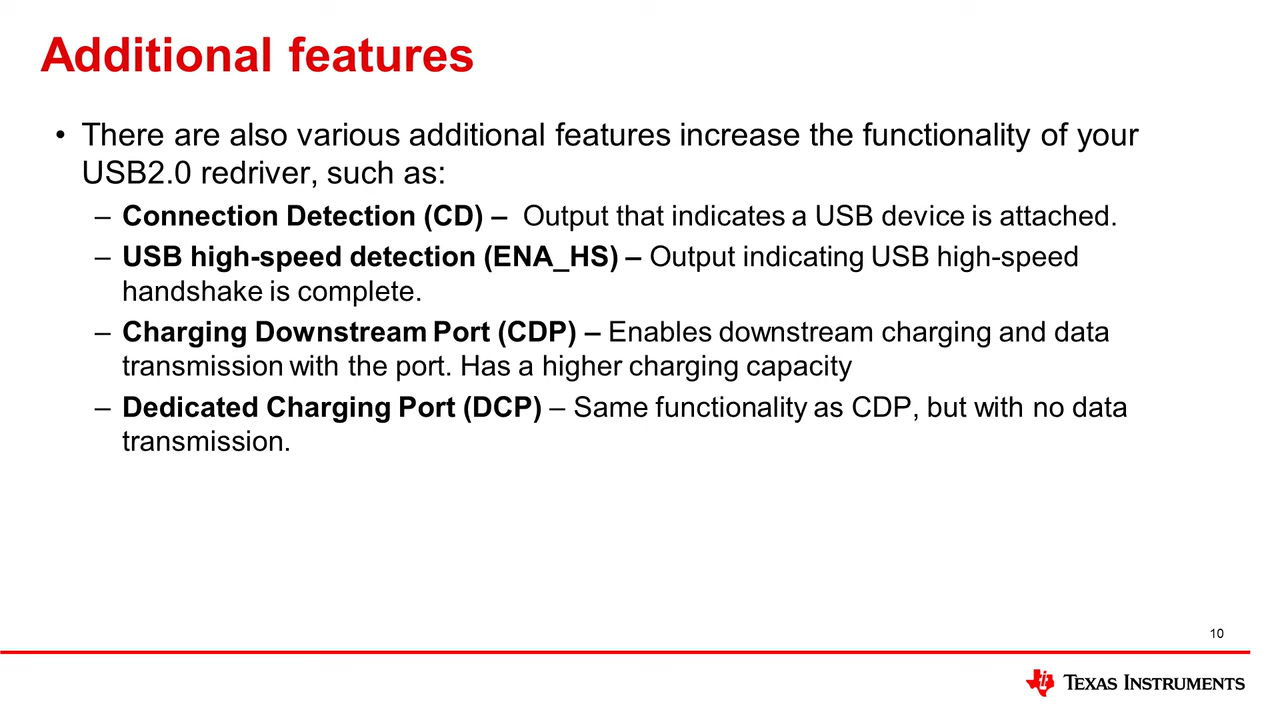 Additional features
• There are also various additional features increase the functionality of your
USB2.0 redriver, such as:
– Connection Detection (CD) – Output that indicates a USB device is attached.
– USB high-speed detection (ENA_HS) – Output indicating USB high-speed
handshake is complete.
– Charging Downstream Port (CDP) – Enables downstream charging and data
transmission with the port. Has a higher charging capacity
– Dedicated Charging Port (DCP) – Same functionality as CDP, but with no data
transmission.
10
TEXAS INSTRUMENTS